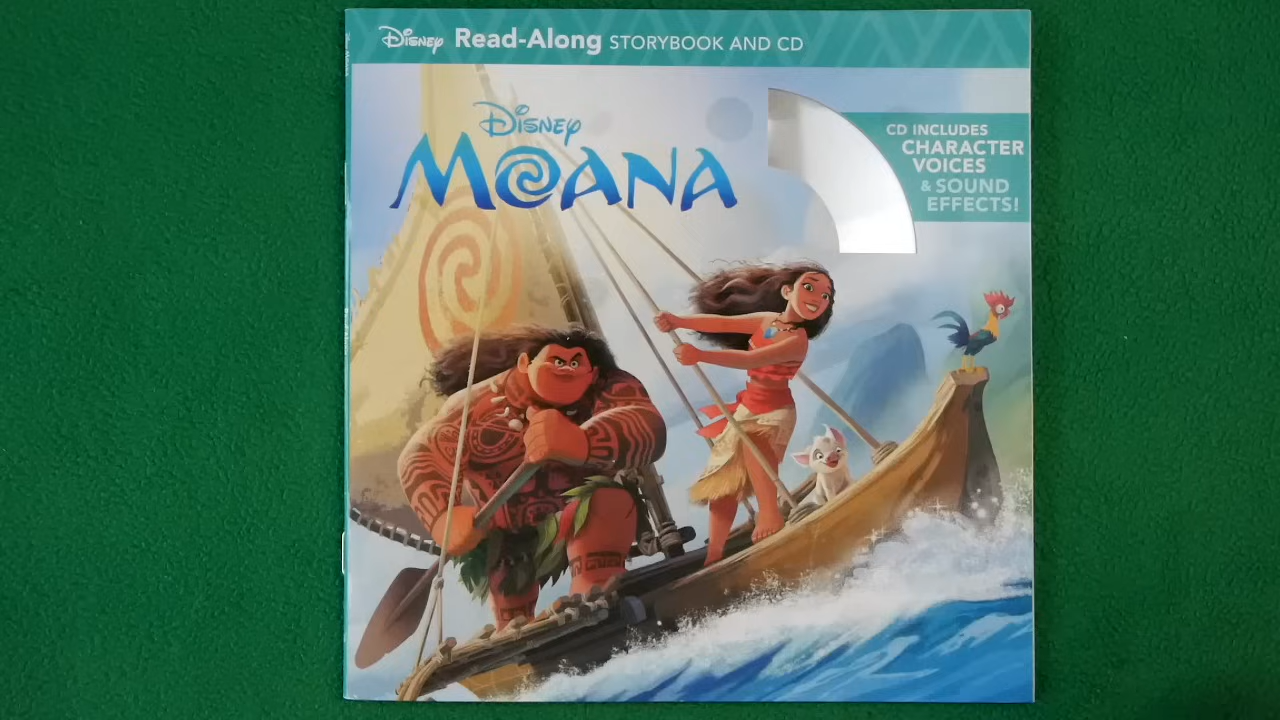 Disney Read-Along STORYBOOK AND CD
Disney
MOANA
CD INCLUDES
CHARACTER
VOICES
& SOUND
EFFECTS!